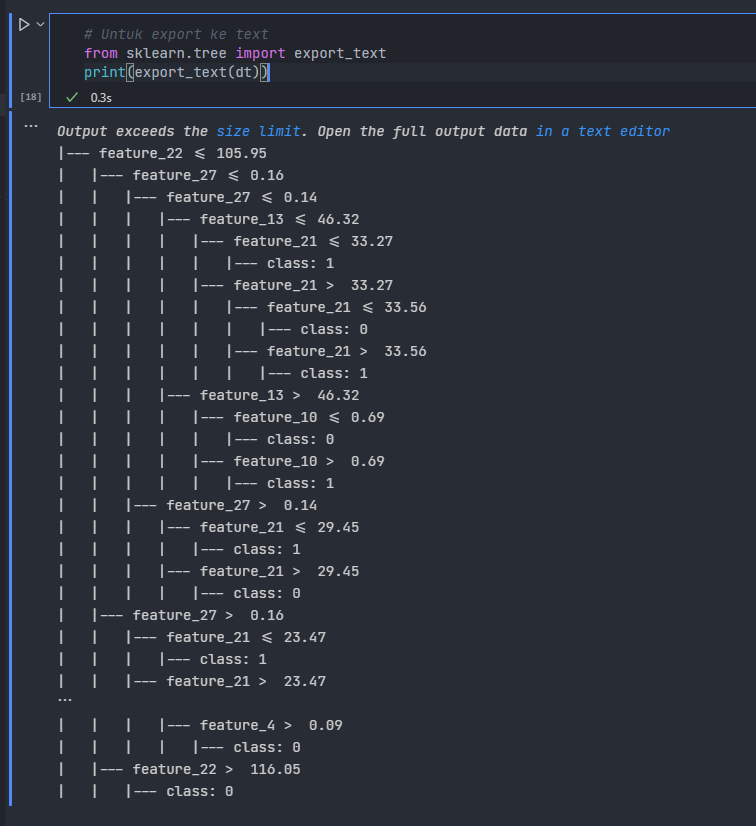 # Untuk export ke text
from sklearn.tree import export_text
print(export_text(dt))
[18] 0.3s
... Output exceeds the size limit. Open the full output data in a text editor
|--- feature_22 <= 105.95
|   |--- feature_27 <= 0.16
|   |   |--- feature_27 <= 0.14
|   |   |   |--- feature_13 <= 46.32
|   |   |   |   |--- feature_21 <= 33.27
|   |   |   |   |   |--- class: 1
|   |   |   |   |--- feature_21 >  33.27
|   |   |   |   |   |--- feature_21 <= 33.56
|   |   |   |   |   |   |--- class: 0
|   |   |   |   |   |--- feature_21 >  33.56
|   |   |   |   |   |   |--- class: 1
|   |   |   |--- feature_13 >  46.32
|   |   |   |   |--- feature_10 <= 0.69
|   |   |   |   |   |--- class: 0
|   |   |   |   |--- feature_10 >  0.69
|   |   |   |   |   |--- class: 1
|   |   |--- feature_27 >  0.14
|   |   |   |--- feature_21 <= 29.45
|   |   |   |   |--- class: 1
|   |   |   |--- feature_21 >  29.45
|   |   |   |   |--- class: 0
|   |--- feature_27 >  0.16
|   |   |--- feature_21 <= 23.47
|   |   |   |--- class: 1
|   |   |--- feature_21 >  23.47
...
|   |   |   |--- feature_4 >  0.09
|   |   |   |   |--- class: 0
|   |--- feature_22 >  116.05
|   |   |--- class: 0